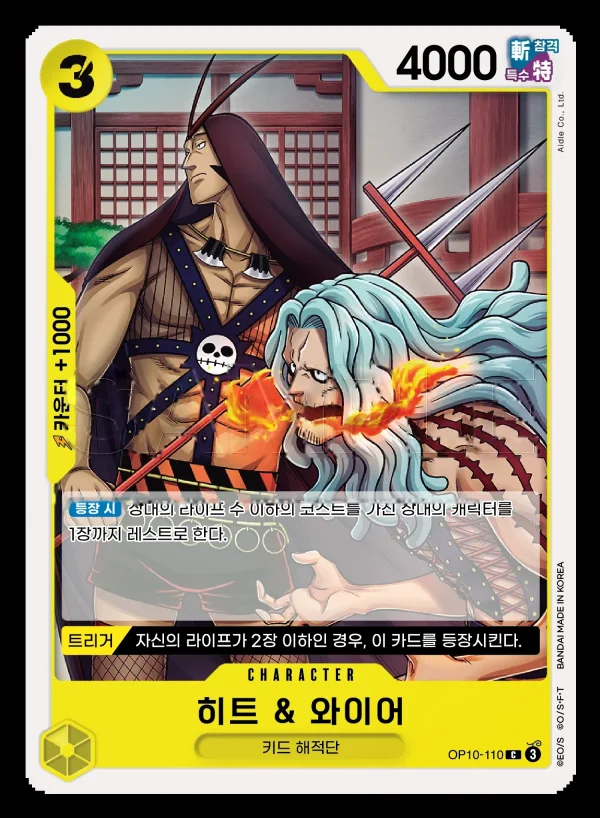 3
4000
斬 참격
특수 特
Aidle Co., Ltd.
카운터 +1000
SAMPLE
등장 시 상대의 라이프 수 이하의 코스트를 가진 상대의 캐릭터를
1장까지 레스트로 한다.
트리거 자신의 라이프가 2장 이하인 경우, 이 카드를 등장시킨다.
CHARACTER
히트 & 와이어
키드 해적단
OP10-110 C 3
©E.O/S ©O/S·F·T BANDAI MADE IN KOREA